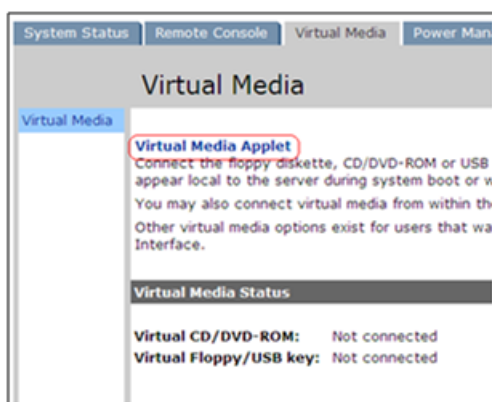 System Status Remote Console Virtual Media Power Man
Virtual Media
Virtual Media
Virtual Media Applet
Connect the floppy diskette, CD/DVD-ROM or USB
appear local to the server during system boot or w
You may also connect virtual media from within th
Other virtual media options exist for users that wa
Interface.
Virtual Media Status
Virtual CD/DVD-ROM: Not connected
Virtual Floppy/USB key: Not connected